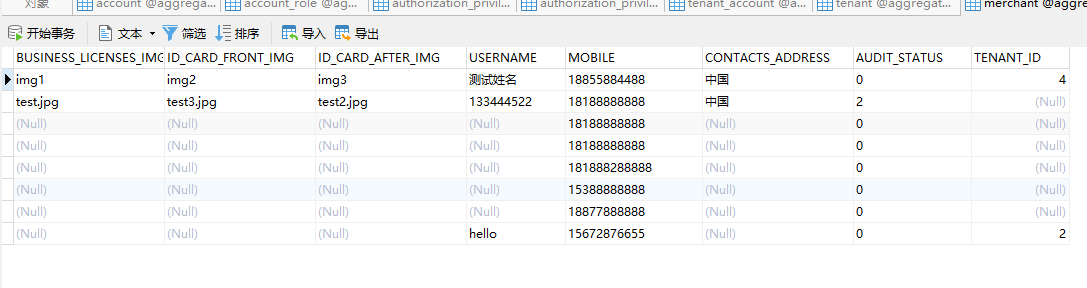 对象 account @aggrega... account_role @ag... authorization_privil... authorization_privil... tenant_account @a... tenant @aggregat... merchant @aggre
开始事务 文本 筛选 排序 导入 导出
BUSINESS_LICENSES_IMG ID_CARD_FRONT_IMG ID_CARD_AFTER_IMG USERNAME MOBILE CONTACTS_ADDRESS AUDIT_STATUS TENANT_ID
img1 img2 img3 测试姓名 18855884488 中国 0 4
test.jpg test3.jpg test2.jpg 133444522 18188888888 中国 2 (Null)
(Null) (Null) (Null) (Null) 18188888888 (Null) 0 (Null)
(Null) (Null) (Null) (Null) 18188888888 (Null) 0 (Null)
(Null) (Null) (Null) (Null) 181888288888 (Null) 0 (Null)
(Null) (Null) (Null) (Null) 15388888888 (Null) 0 (Null)
(Null) (Null) (Null) (Null) 18877888888 (Null) 0 (Null)
(Null) (Null) (Null) hello 15672876655 (Null) 0 2